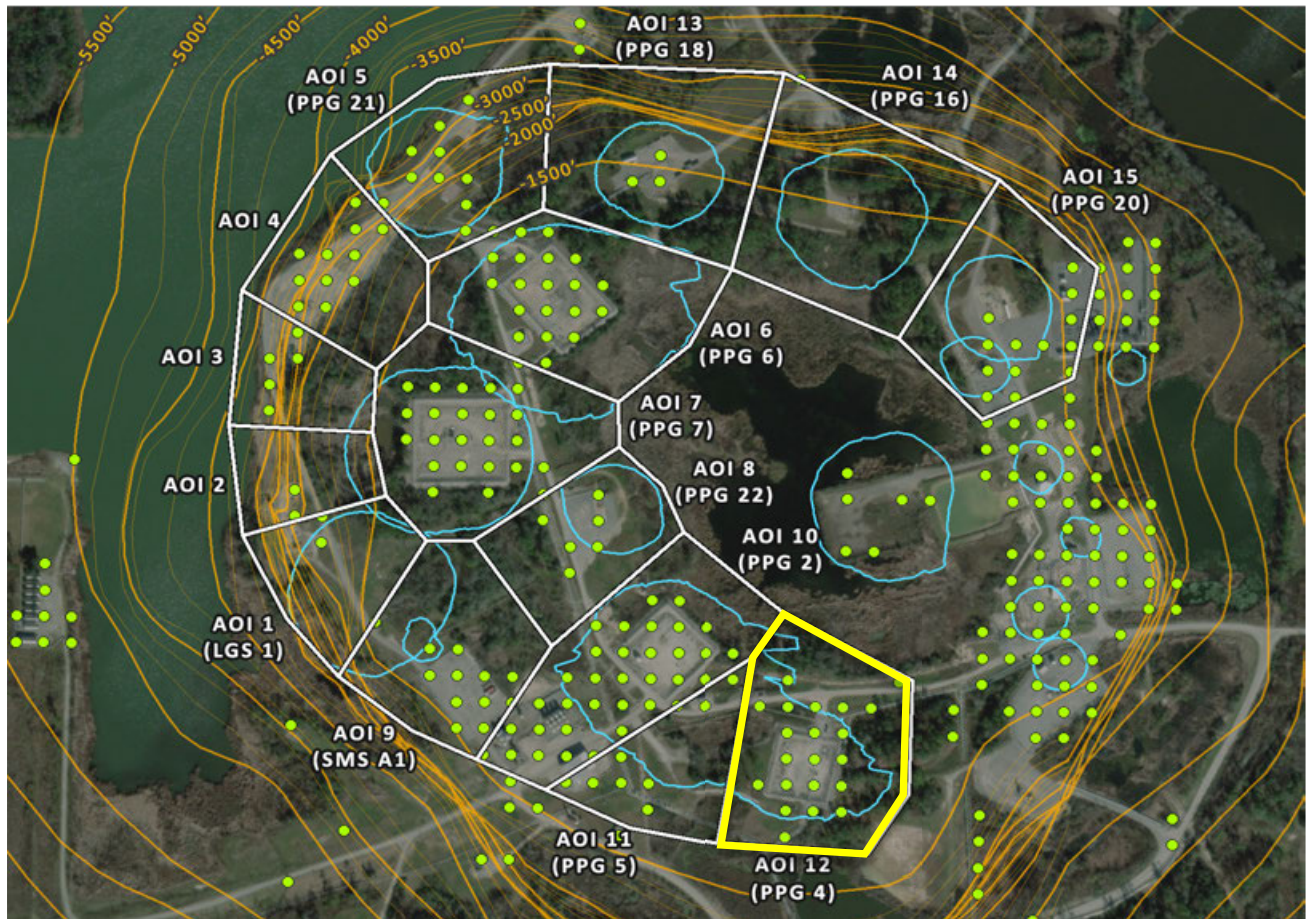 -5500'
-5000'
-4500'
-4000'
-3500'
-3000'
-2500'
-2000'
-1500'
AOI 13
(PPG 18)
AOI 5
(PPG 21)
AOI 14
(PPG 16)
AOI 15
(PPG 20)
AOI 4
AOI 3
AOI 6
(PPG 6)
AOI 7
(PPG 7)
AOI 2
AOI 8
(PPG 22)
AOI 10
(PPG 2)
AOI 1
(LGS 1)
AOI 9
(SMS A1)
AOI 11
(PPG 5)
AOI 12
(PPG 4)